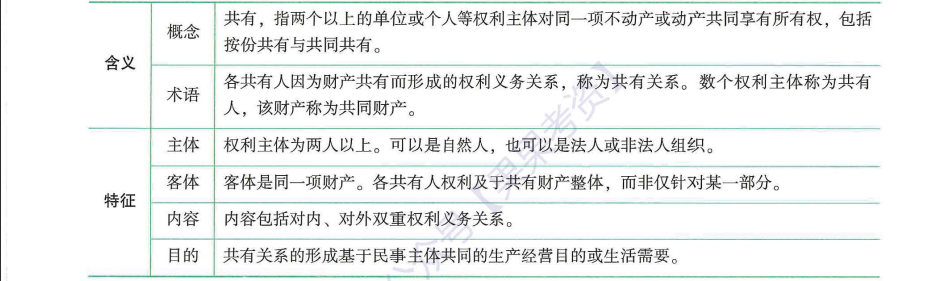 含义
概念
共有，指两个以上的单位或个人等权利主体对同一项不动产或动产共同享有所有权，包括
按份共有与共同共有。
术语
各共有人因为财产共有而形成的权利义务关系，称为共有关系。数个权利主体称为共有
人，该财产称为共同财产。
特征
主体
权利主体为两人以上。可以是自然人，也可以是法人或非法人组织。
客体
客体是同一项财产。各共有人权利及于共有财产整体，而非仅针对某一部分。
内容
内容包括对内、对外双重权利义务关系。
目的
共有关系的形成基于民事主体共同的生产经营目的或生活需要。
公众号【果果考资】